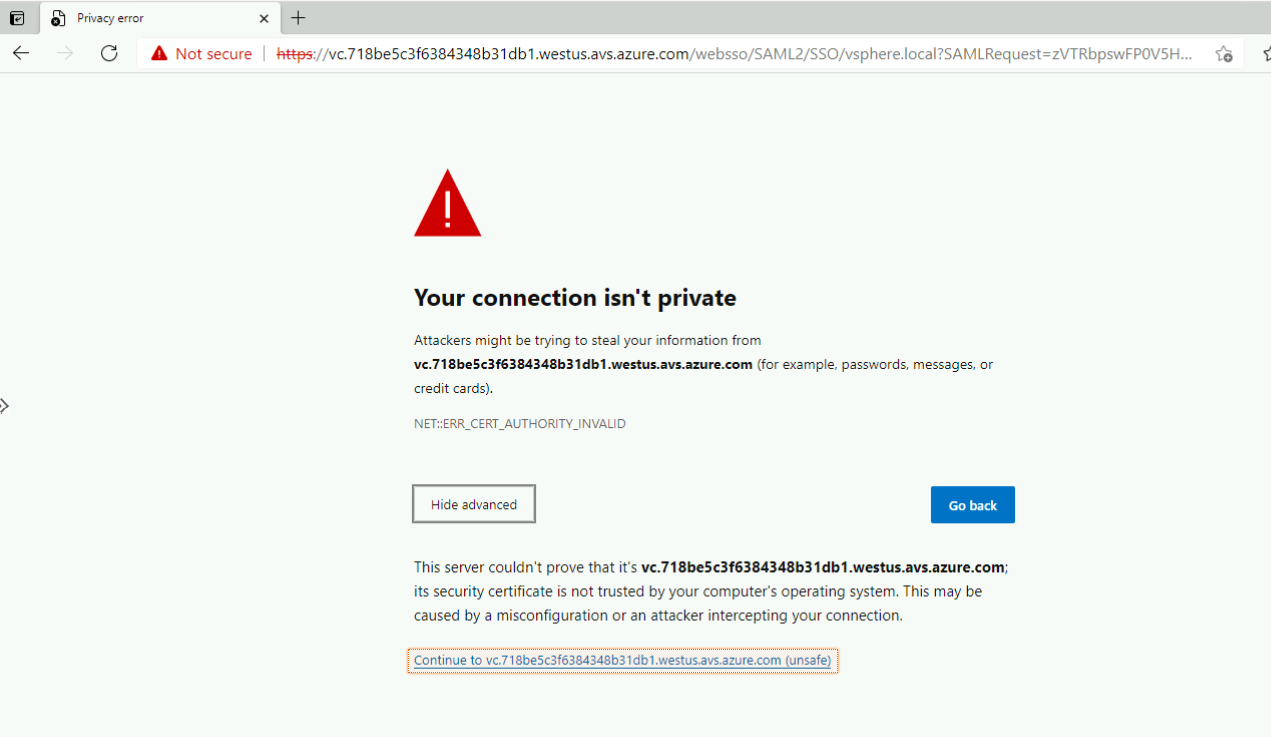 Privacy error
Not secure | https://vc.718be5c3f6384348b31db1.westus.avs.azure.com/websso/SAML2/SSO/vsphere.local?SAMLRequest=zVTRbpswFP0V5H...
Your connection isn't private
Attackers might be trying to steal your information from
vc.718be5c3f6384348b31db1.westus.avs.azure.com (for example, passwords, messages, or
credit cards).
NET::ERR_CERT_AUTHORITY_INVALID
Hide advanced
Go back
This server couldn't prove that it's vc.718be5c3f6384348b31db1.westus.avs.azure.com;
its security certificate is not trusted by your computer's operating system. This may be
caused by a misconfiguration or an attacker intercepting your connection.
Continue to vc.718be5c3f6384348b31db1.westus.avs.azure.com (unsafe)